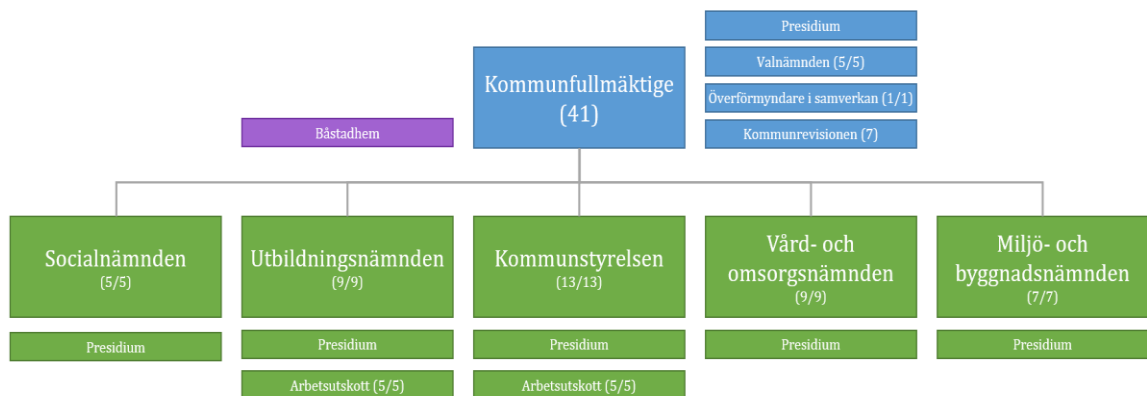 Presidium
Kommunfullmäktige
(41)
Valnämnden (5/5)
Överförmyndare i samverkan (1/1)
Båstadhem
Kommunrevisionen (7)
Socialnämnden
(5/5)
Utbildningsnämnden
(9/9)
Kommunstyrelsen
(13/13)
Vård- och
omsorgsnämnden
(9/9)
Miljö- och
byggnadsnämnden
(7/7)
Presidium
Presidium
Presidium
Presidium
Presidium
Arbetsutskott (5/5)
Arbetsutskott (5/5)